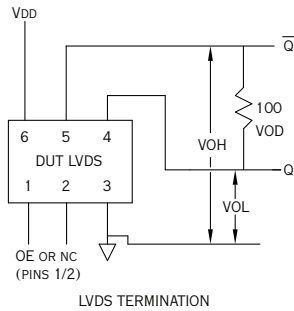 VDD
Q̅
100
VOD
VOH
6 5 4
DUT LVDS
1 2 3
Q
VOL
OE OR NC
(PINS 1/2)
LVDS TERMINATION